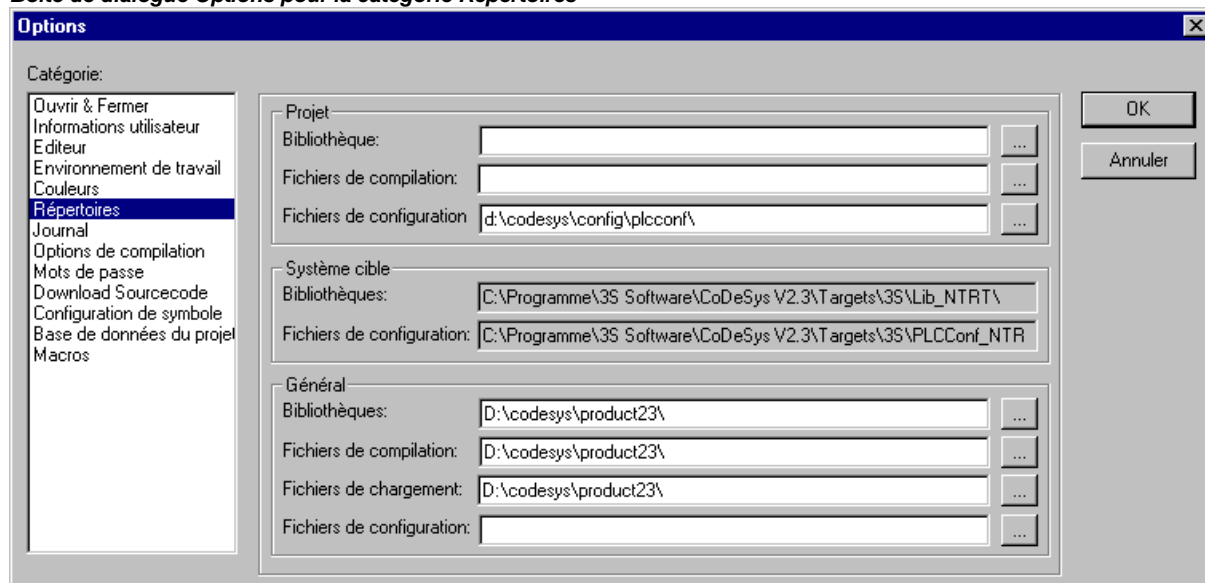 Boîte de dialogue Options pour la catégorie Répertoires
Options
Catégorie:
Ouvrir & Fermer
Informations utilisateur
Editeur
Environnement de travail
Couleurs
Répertoires
Journal
Options de compilation
Mots de passe
Download Sourcecode
Configuration de symbole
Base de données du projet
Macros
Projet
Bibliothèque: ...
Fichiers de compilation: ...
Fichiers de configuration d:\codesys\config\plcconf\ ...
Système cible
Bibliothèques: C:\Programme\3S Software\CoDeSys V2.3\Targets\3S\Lib_NTRT\
Fichiers de configuration: C:\Programme\3S Software\CoDeSys V2.3\Targets\3S\PLCConf_NTR
Général
Bibliothèques: D:\codesys\product23\ ...
Fichiers de compilation: D:\codesys\product23\ ...
Fichiers de chargement: D:\codesys\product23\ ...
Fichiers de configuration: ...
OK
Annuler